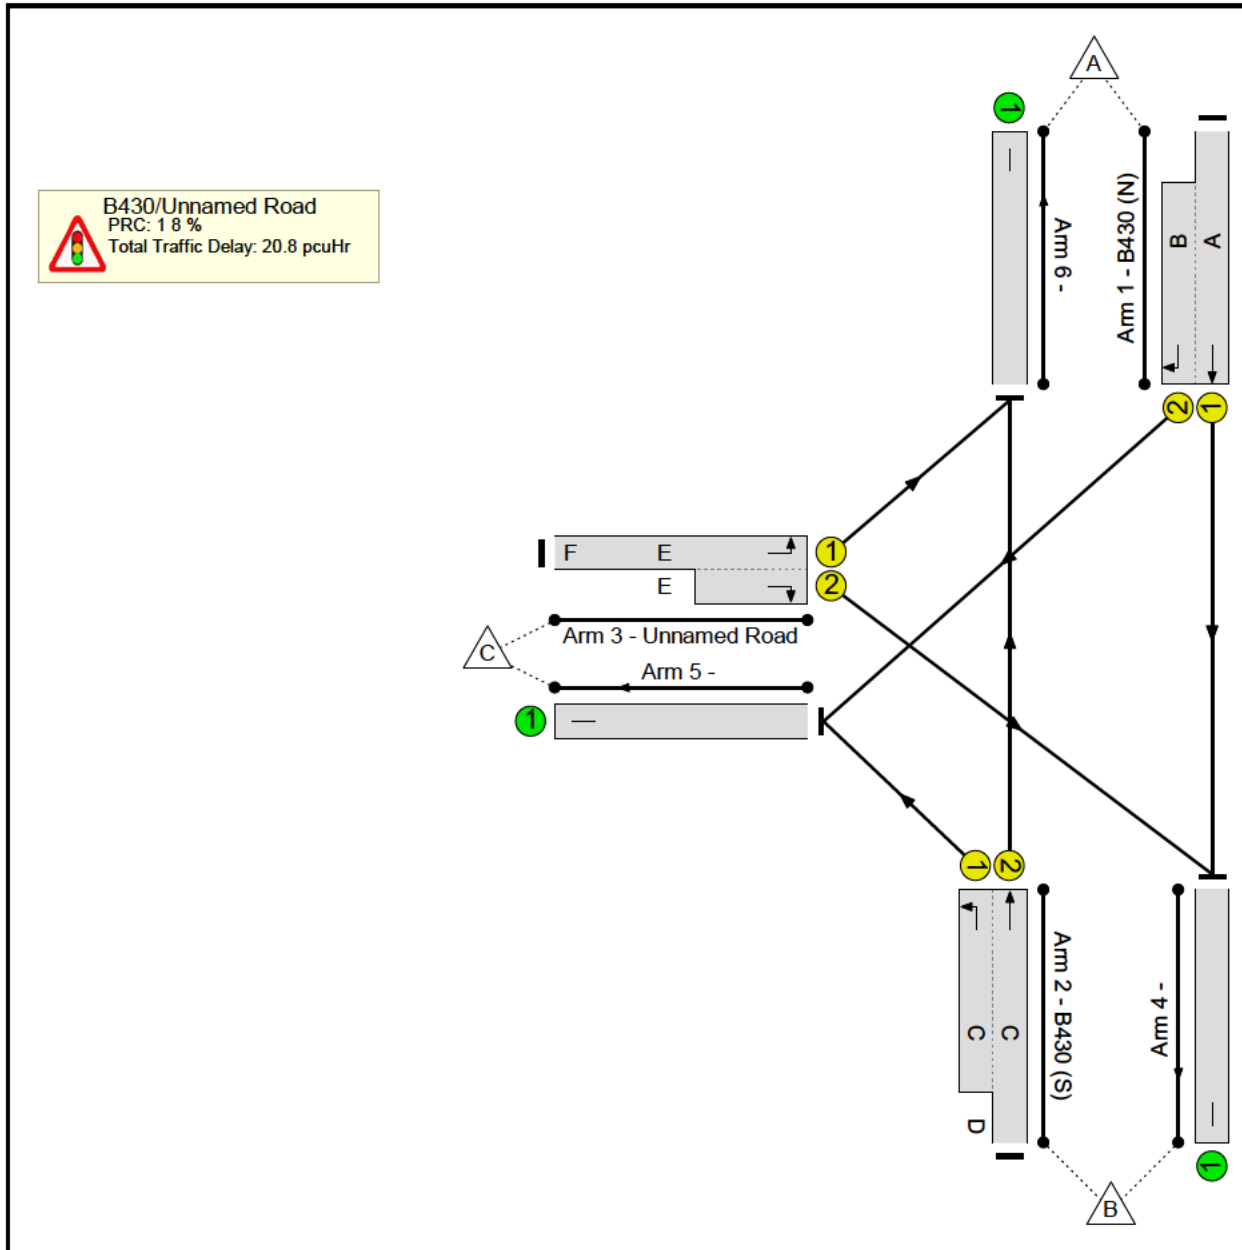 A
1
B430/Unnamed Road
PRC: 1 8 %
Total Traffic Delay: 20.8 pcuHr
Arm 6 -
Arm 1 - B430 (N)
B
A
2
1
F
E
1
E
2
Arm 3 - Unnamed Road
C
Arm 5 -
1
1
2
C
C
D
Arm 2 - B430 (S)
Arm 4 -
1
B